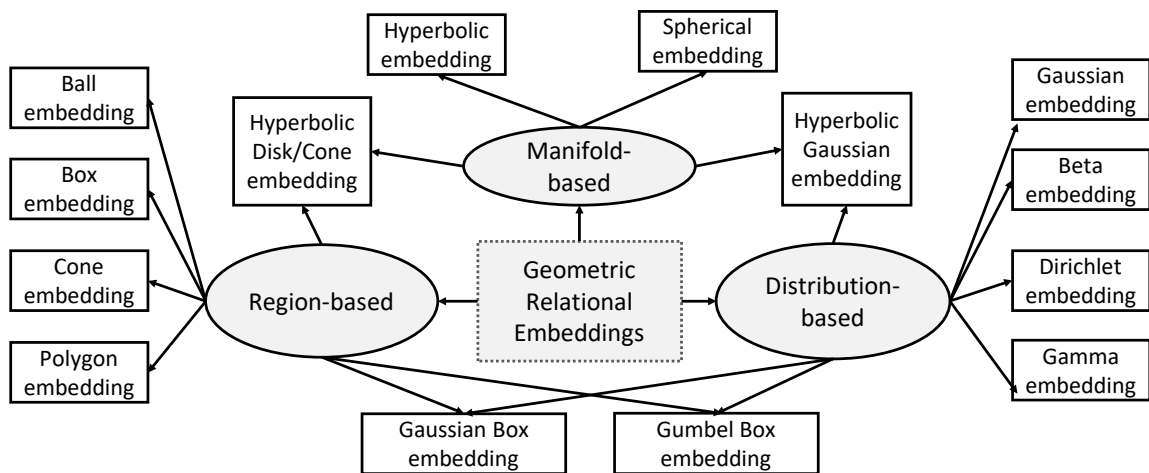 Hyperbolic
embedding
Spherical
embedding
Ball
embedding
Box
embedding
Cone
embedding
Polygon
embedding
Hyperbolic
Disk/Cone
embedding
Manifold-
based
Hyperbolic
Gaussian
embedding
Region-based
Geometric
Relational
Embeddings
Distribution-
based
Gaussian
embedding
Beta
embedding
Dirichlet
embedding
Gamma
embedding
Gaussian Box
embedding
Gumbel Box
embedding